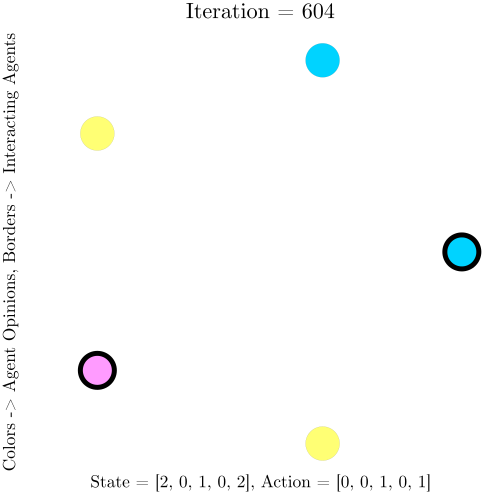 Iteration = 604
Colors -> Agent Opinions, Borders -> Interacting Agents
State = [2, 0, 1, 0, 2], Action = [0, 0, 1, 0, 1]